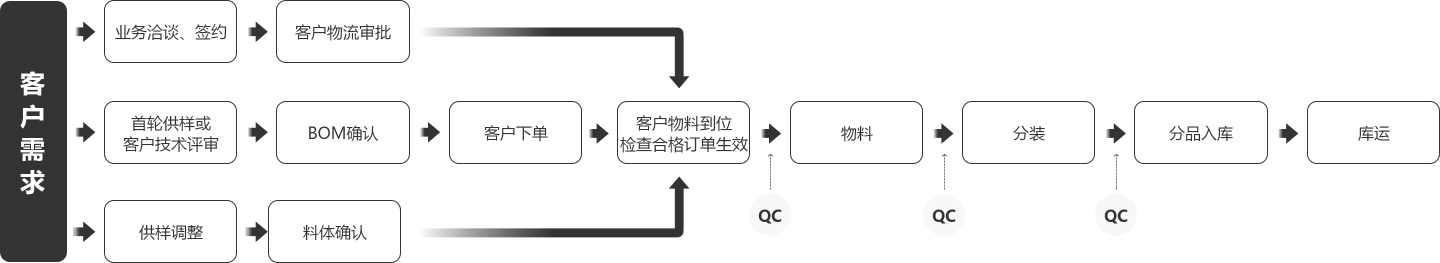 客户需求
业务洽谈、签约
客户物流审批
首轮供样或
客户技术评审
BOM确认
客户下单
客户物料到位
检查合格订单生效
物料
分装
分品入库
库运
供样调整
料体确认
QC
QC
QC